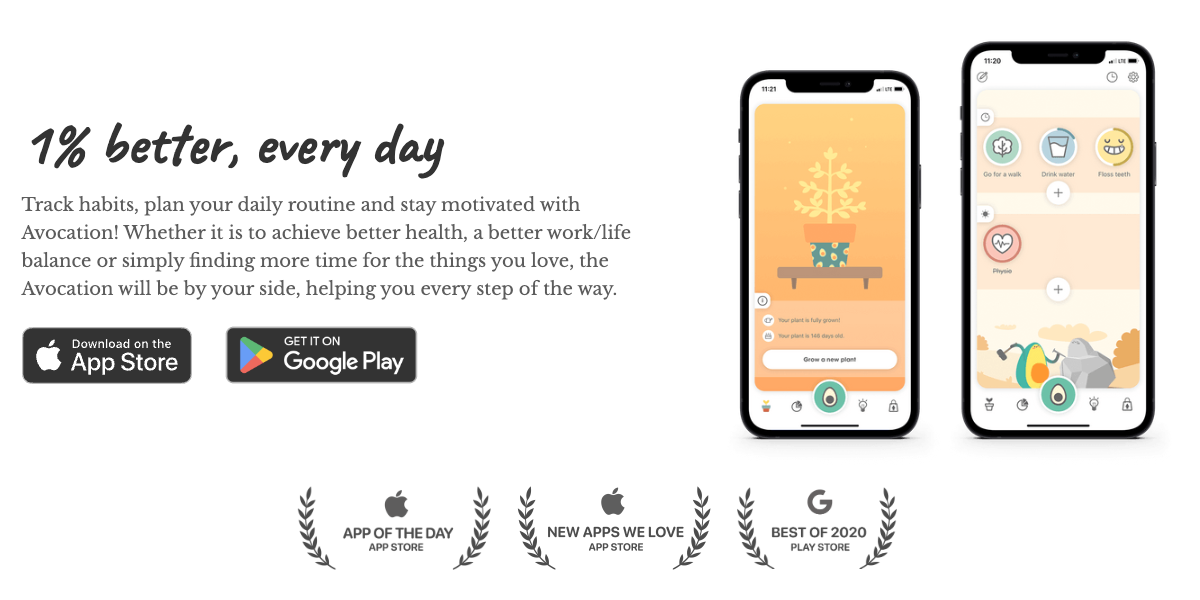 1% better, every day
Track habits, plan your daily routine and stay motivated with
Avocation! Whether it is to achieve better health, a better work/life
balance or simply finding more time for the things you love, the
Avocation will be by your side, helping you every step of the way.
Download on the
App Store
GET IT ON
Google Play
11:21
LTE
Your plant is fully grown!
Your plant is 146 days old.
Grow a new plant
11:20
LTE
Go for a walk
Drink water
Floss teeth
Physio
APP OF THE DAY
APP STORE
NEW APPS WE LOVE
APP STORE
G
BEST OF 2020
PLAY STORE